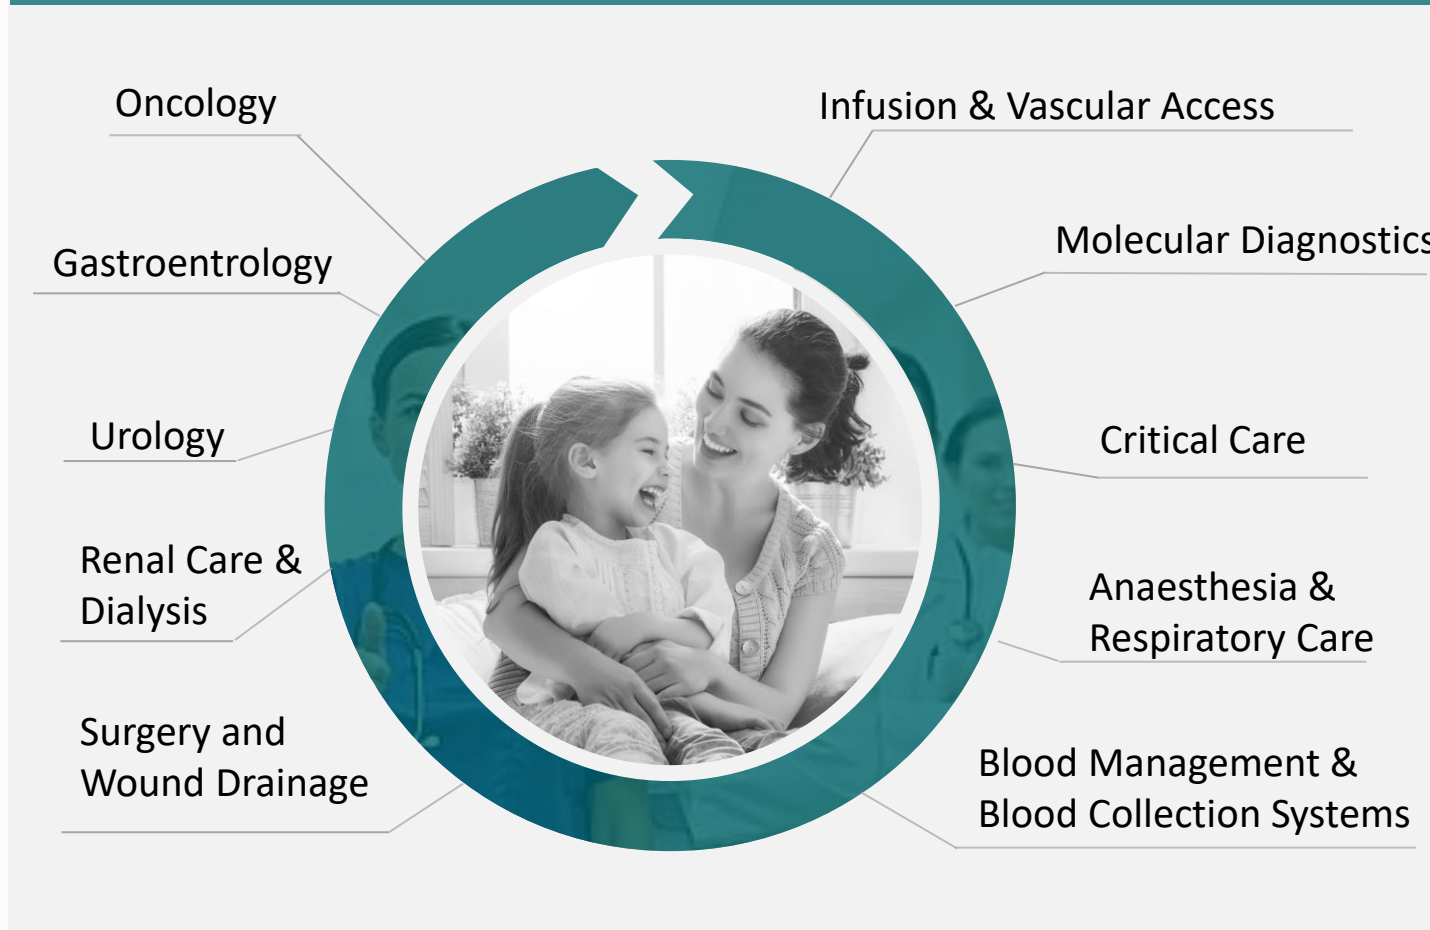 Oncology
Gastroentrology
Urology
Renal Care &
Dialysis
Surgery and
Wound Drainage
Infusion & Vascular Access
Molecular Diagnostics
Critical Care
Anaesthesia &
Respiratory Care
Blood Management &
Blood Collection Systems